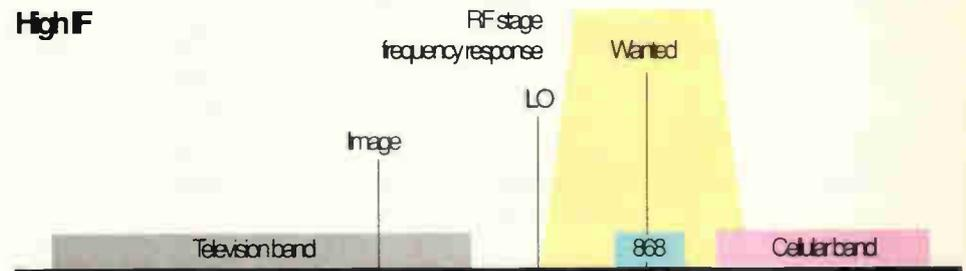 High IF
RF stage
frequency response
Wanted
LO
Image
Television band
868
Cellular band